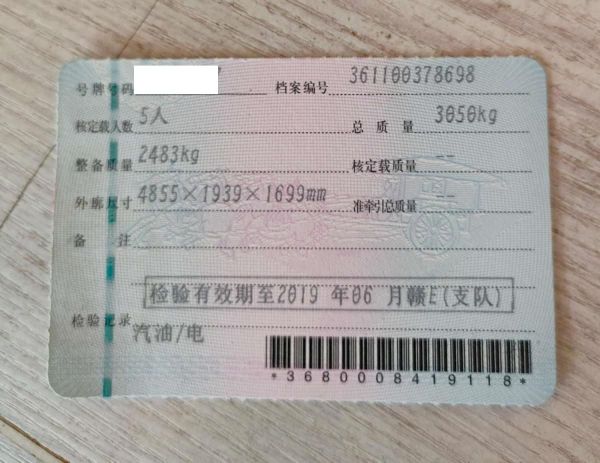 号牌号码 档案编号 361100378698
核定载人数 5人 总质量 3050kg
整备质量 2483kg 核定载质量 --
外廓尺寸 4855×1939×1699mm 准牵引总质量 --
备注
检验有效期至2019 年06 月赣E(支队)
检验记录
汽油/电
*3680008419118*